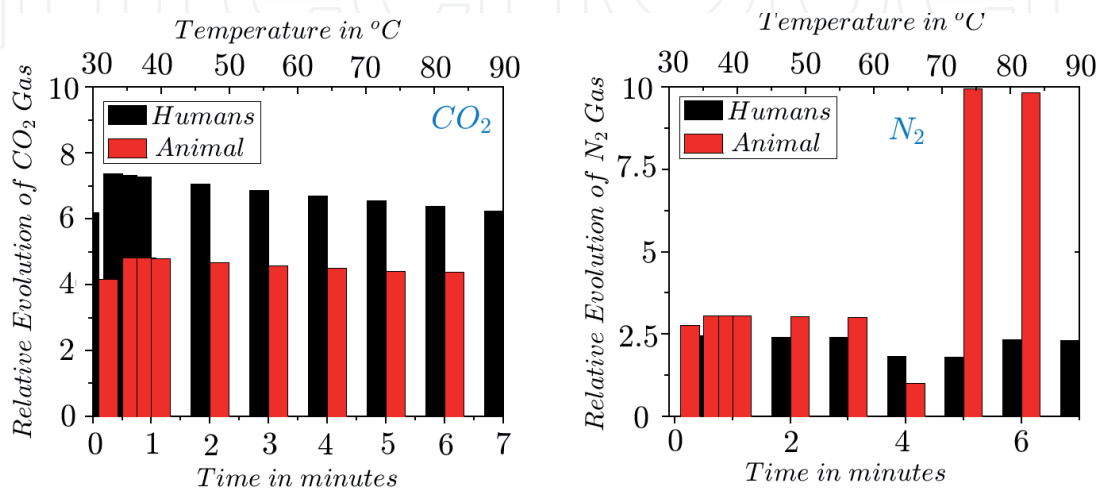 Temperature in °C
30 40 50 60 70 80 90
Relative Evolution of CO₂ Gas
10
8
6
4
2
0
Humans
Animal
CO₂
0 1 2 3 4 5 6 7
Time in minutes
Temperature in °C
30 40 50 60 70 80 90
Relative Evolution of N₂ Gas
10
7.5
5
2.5
0
Humans
Animal
N₂
0 2 4 6
Time in minutes